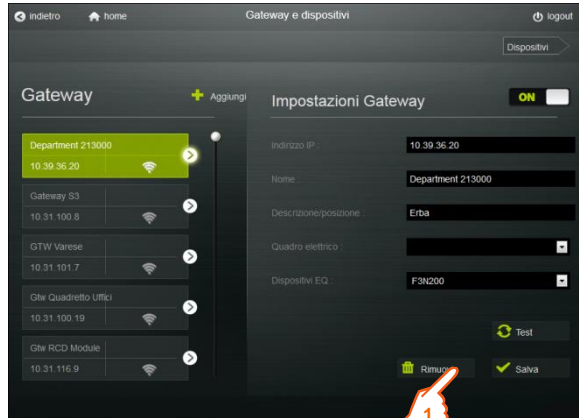 indietro home Gateway e dispositivi logout
Dispositivi
Gateway Aggiungi
Department 213000
10.39.36.20
Gateway S3
10.31.100.8
GTW Varese
10.31.101.7
Gtw Quadretto Uffici
10.31.100.19
Gtw RCD Module
10.31.116.9
Impostazioni Gateway ON
Indirizzo IP : 10.39.36.20
Nome : Department 213000
Descrizione/posizione : Erba
Quadro elettrico :
Dispositivi EQ : F3N200
Test
Salva
1